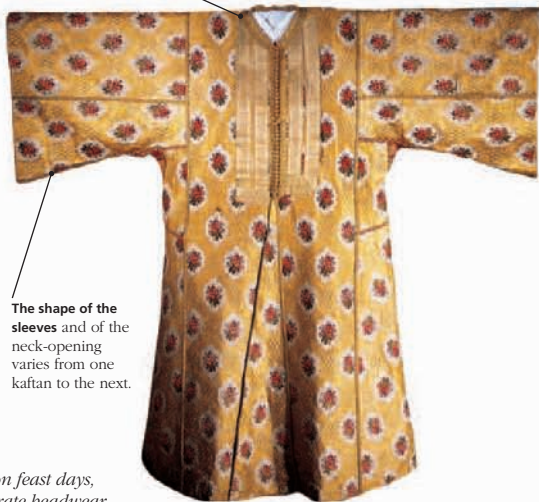 The shape of the
sleeves and of the
neck-opening
varies from one
kaftan to the next.
on feast days,
rate headwear